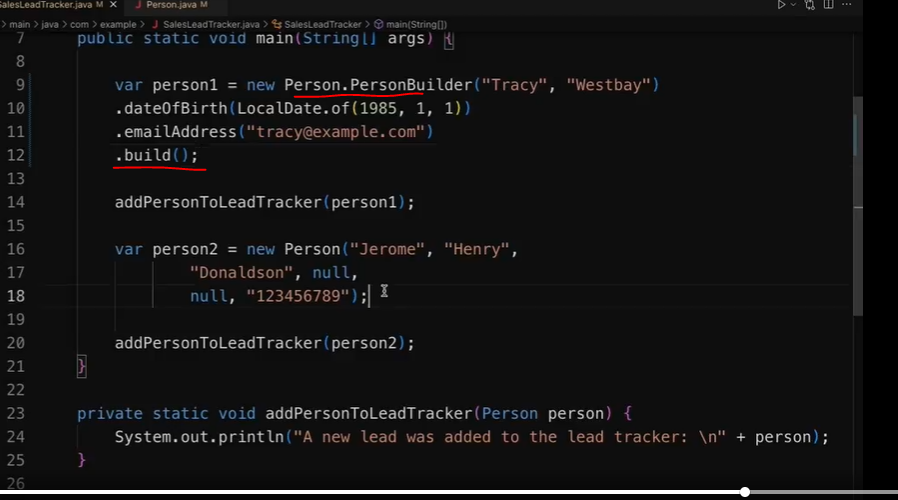 SalesLeadTracker.java M × Person.java M
main > java > com > example > J SalesLeadTracker.java > SalesLeadTracker > main(String[])
7 public static void main(String[] args) {
8
9 var person1 = new Person.PersonBuilder("Tracy", "Westbay")
10 .dateOfBirth(LocalDate.of(1985, 1, 1))
11 .emailAddress("tracy@example.com")
12 .build();
13
14 addPersonToLeadTracker(person1);
15
16 var person2 = new Person("Jerome", "Henry",
17 "Donaldson", null,
18 null, "123456789");
19
20 addPersonToLeadTracker(person2);
21 }
22
23 private static void addPersonToLeadTracker(Person person) {
24 System.out.println("A new lead was added to the lead tracker: \n" + person);
25 }
26